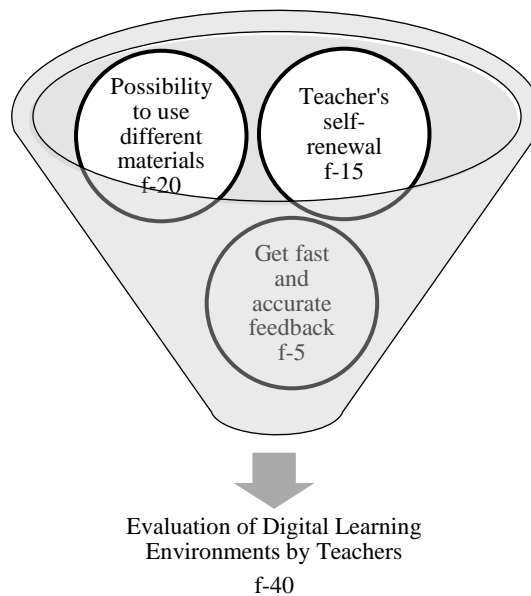 Possibility
to use
different
materials
f-20
Teacher's
self-
renewal
f-15
Get fast
and
accurate
feedback
f-5
Evaluation of Digital Learning
Environments by Teachers
f-40